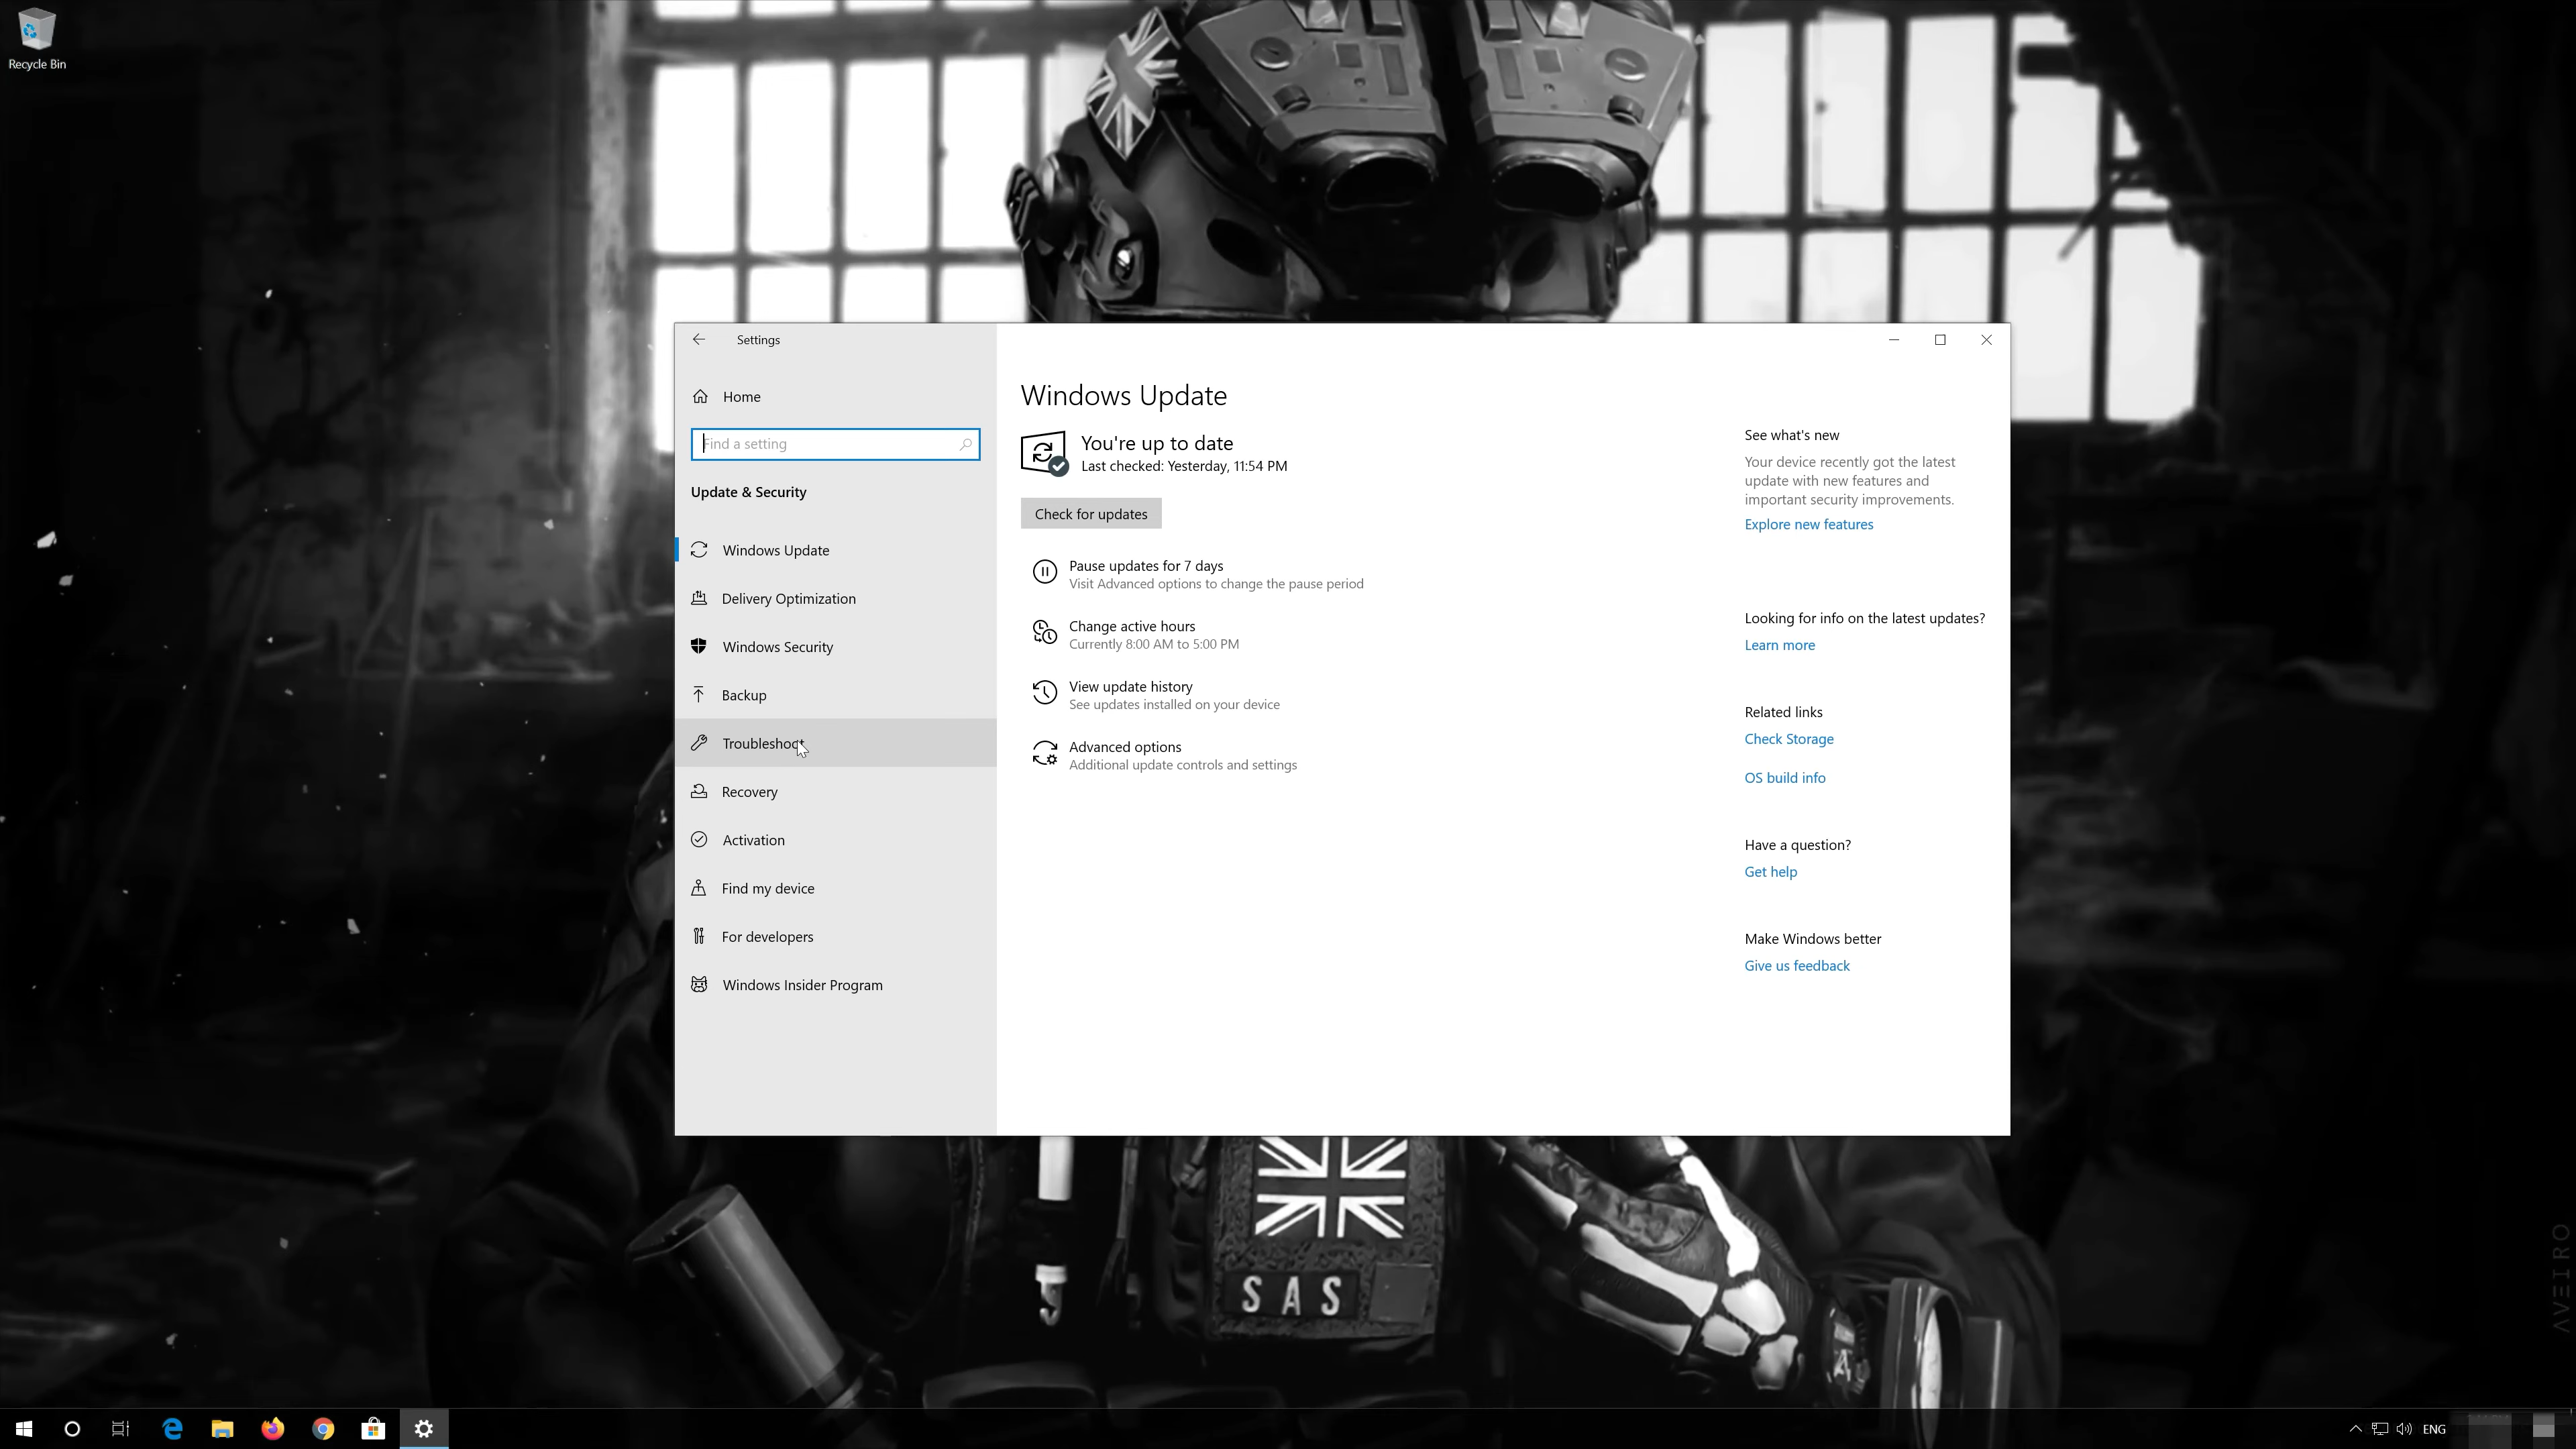 Recycle Bin
Settings
Home
Find a setting
Update & Security
Windows Update
Delivery Optimization
Windows Security
Backup
Troubleshoot
Recovery
Activation
Find my device
For developers
Windows Insider Program
Windows Update
You're up to date
Last checked: Yesterday, 11:54 PM
Check for updates
Pause updates for 7 days
Visit Advanced options to change the pause period
Change active hours
Currently 8:00 AM to 5:00 PM
View update history
See updates installed on your device
Advanced options
Additional update controls and settings
See what's new
Your device recently got the latest
update with new features and
important security improvements.
Explore new features
Looking for info on the latest updates?
Learn more
Related links
Check Storage
OS build info
Have a question?
Get help
Make Windows better
Give us feedback
SAS
AVEIRO
ENG